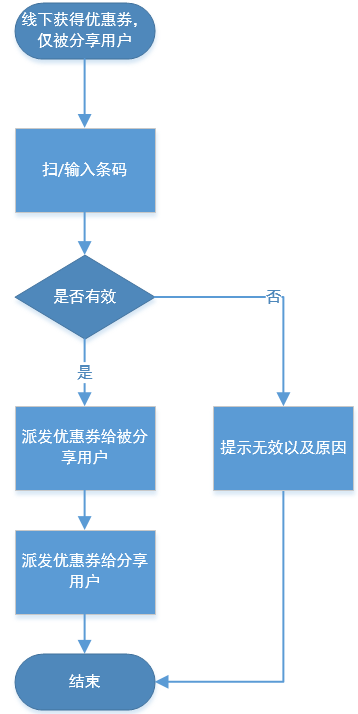 线下获得优惠券，
仅被分享用户
扫/输入条码
是否有效
否
是
派发优惠券给被分
享用户
提示无效以及原因
派发优惠券给分享
用户
结束